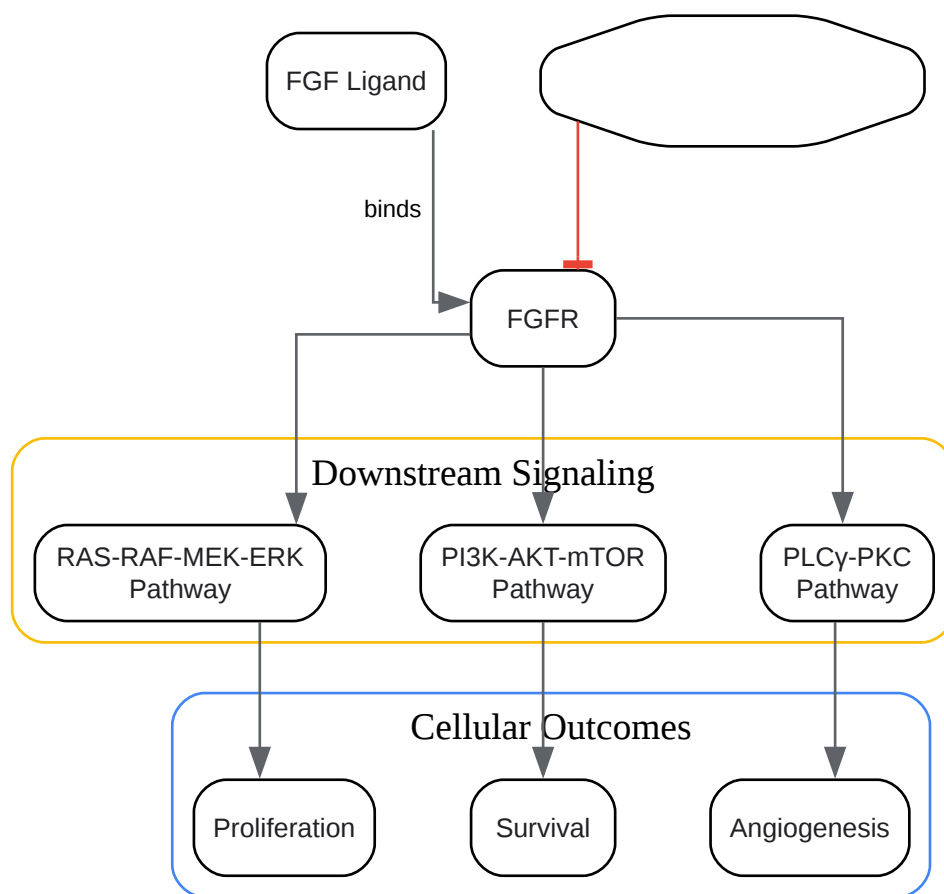 FGF Ligand
binds
FGFR
Downstream Signaling
RAS-RAF-MEK-ERK
Pathway
PI3K-AKT-mTOR
Pathway
PLCγ-PKC
Pathway
Cellular Outcomes
Proliferation
Survival
Angiogenesis